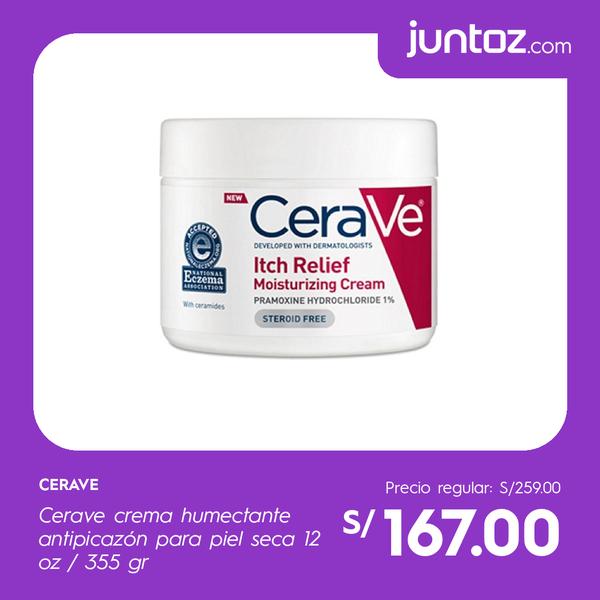 juntoz.com
NEW
CeraVe®
DEVELOPED WITH DERMATOLOGISTS
Itch Relief
Moisturizing Cream
PRAMOXINE HYDROCHLORIDE 1%
STEROID FREE
ACCEPTED
e
NATIONALECZEMA.ORG
NATIONAL
Eczema
ASSOCIATION
With ceramides
CERAVE
Cerave crema humectante
antipicazón para piel seca 12
oz / 355 gr
Precio regular: S/259.00
S/167.00